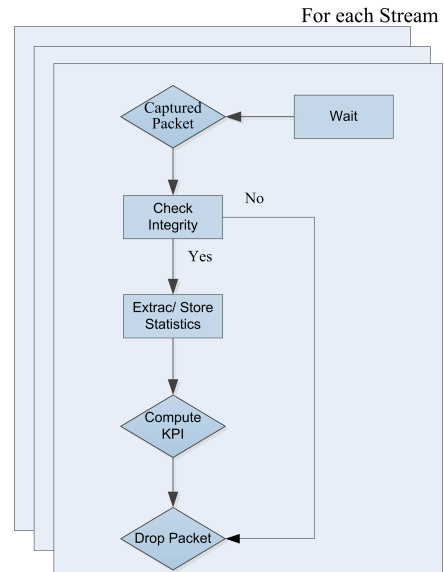 For each Stream
Captured
Packet
Wait
Check
Integrity
No
Yes
Extrac/ Store
Statistics
Compute
KPI
Drop Packet